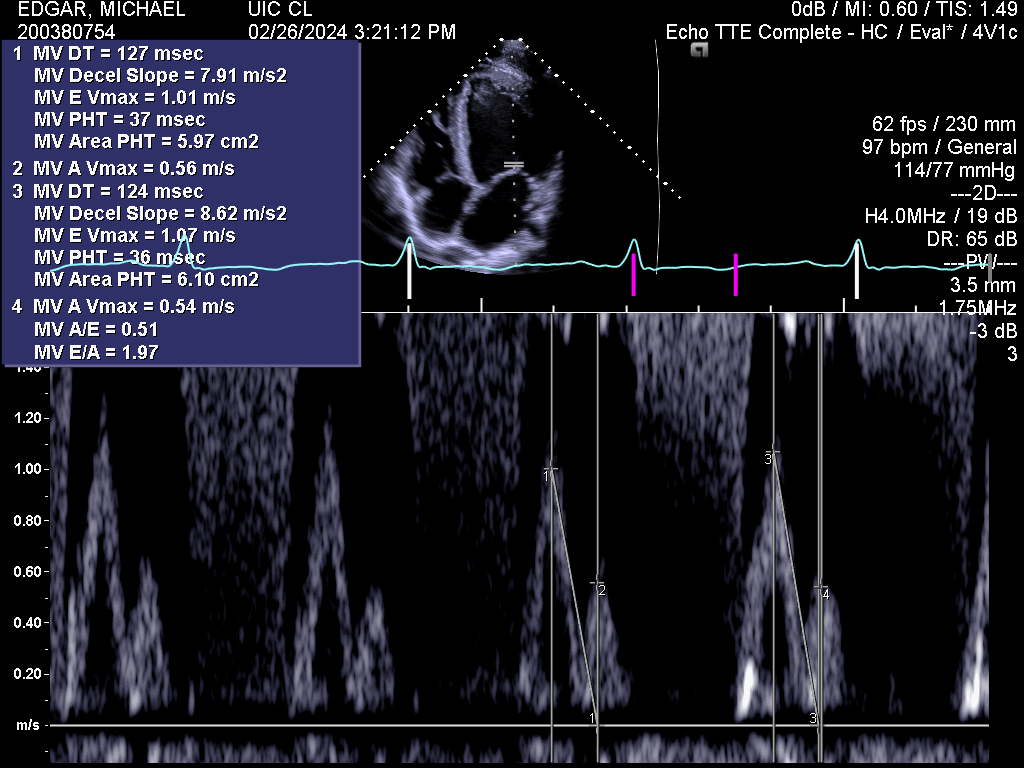 EDGAR, MICHAEL
UIC CL
0dB / MI: 0.60 / TIS: 1.49
200380754
02/26/2024 3:21:12 PM
Echo TTE Complete - HC / Eval* / 4V1c
1 MV DT = 127 msec
MV Decel Slope = 7.91 m/s2
MV E Vmax = 1.01 m/s
MV PHT = 37 msec
MV Area PHT = 5.97 cm2
2 MV A Vmax = 0.56 m/s
3 MV DT = 124 msec
MV Decel Slope = 8.62 m/s2
MV E Vmax = 1.07 m/s
MV PHT = 36 msec
MV Area PHT = 6.10 cm2
4 MV A Vmax = 0.54 m/s
MV A/E = 0.51
MV E/A = 1.97
62 fps / 230 mm
97 bpm / General
114/77 mmHg
---2D---
H4.0MHz / 19 dB
DR: 65 dB
---PW---
3.5 mm
1.75MHz
-3 dB
3
1.40-
1.20-
1.00-
0.80-
0.60-
0.40-
0.20-
m/s -
1
2
3
4
1
3